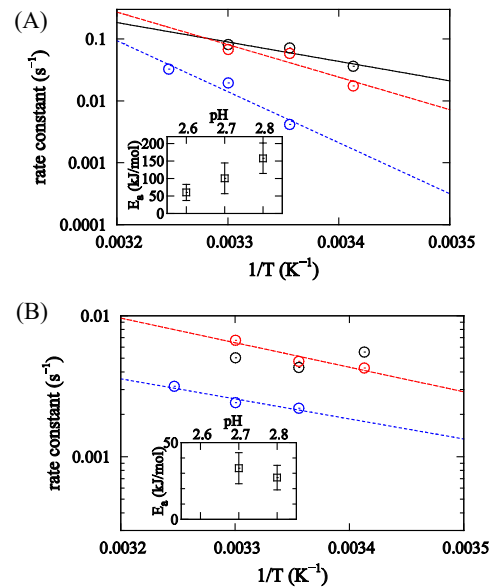 (A)
0.1
0.01
0.001
0.0001
rate constant (s⁻¹)
pH
2.6 2.7 2.8
200
150
100
50
0
Eₐ (kJ/mol)
0.0032 0.0033 0.0034 0.0035
1/T (K⁻¹)
(B)
0.01
0.001
rate constant (s⁻¹)
pH
2.6 2.7 2.8
50
0
Eₐ (kJ/mol)
0.0032 0.0033 0.0034 0.0035
1/T (K⁻¹)